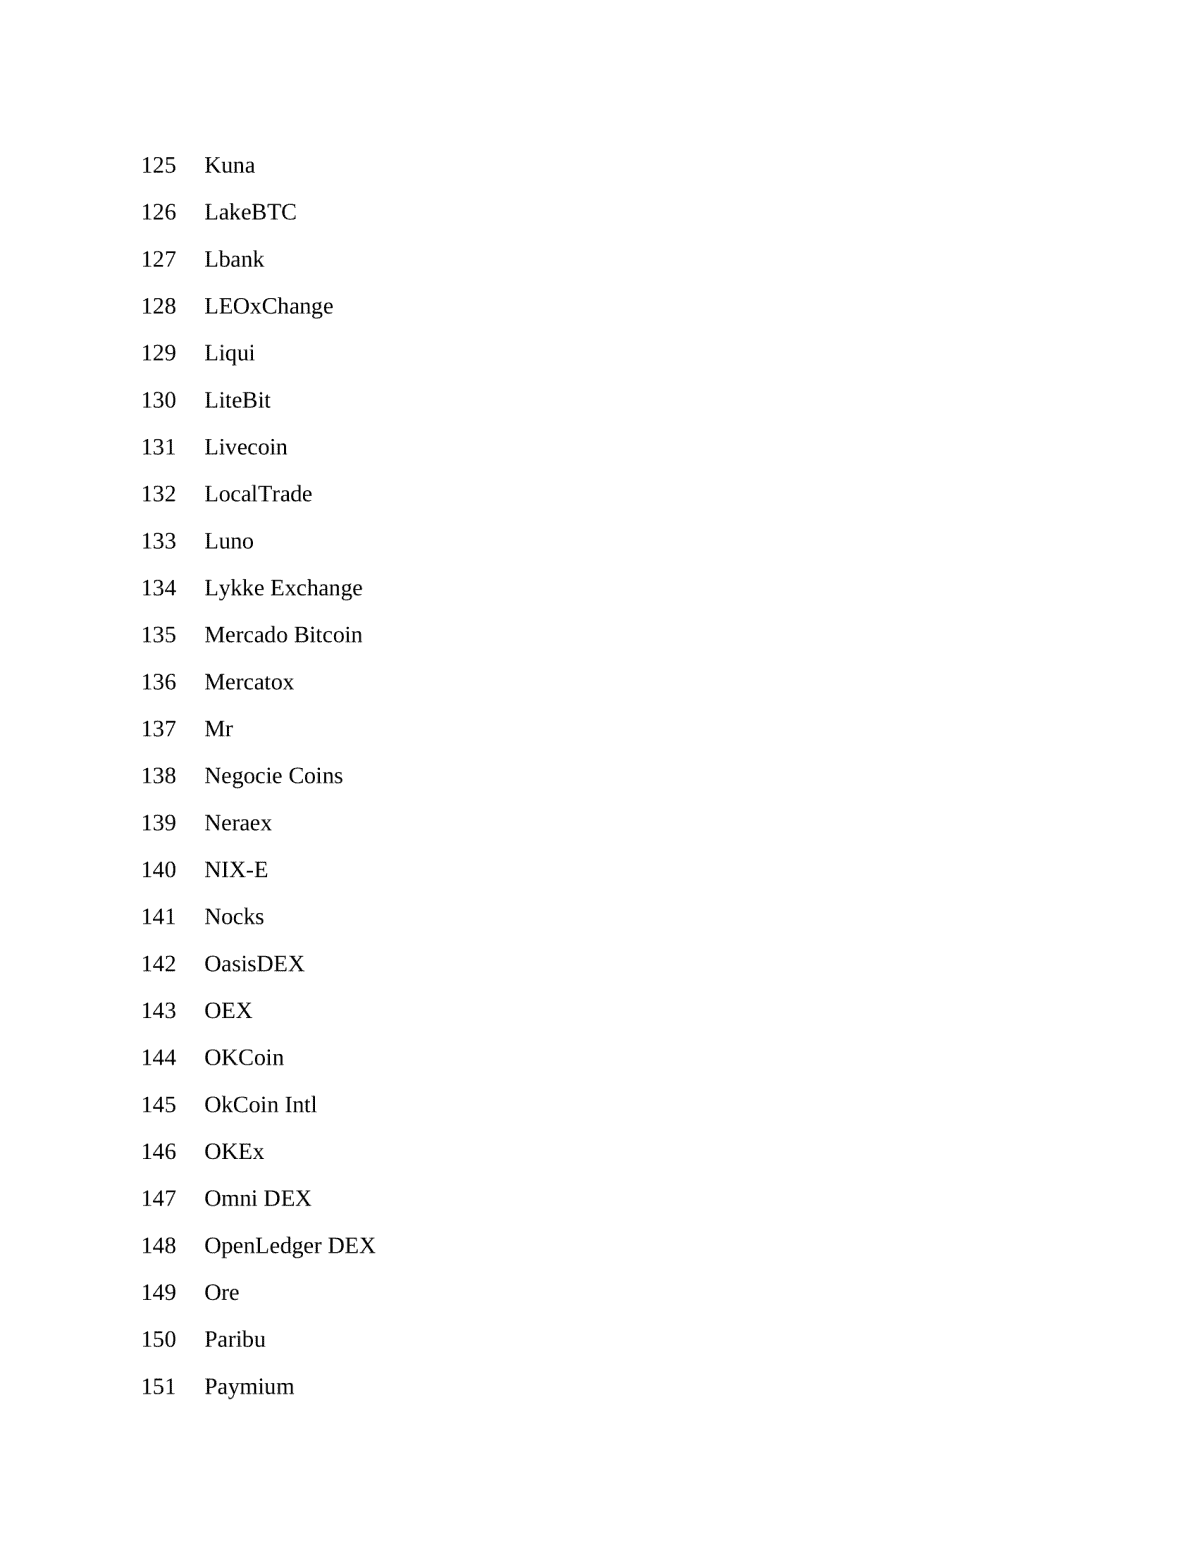 125 Kuna
126 LakeBTC
127 Lbank
128 LEOxChange
129 Liqui
130 LiteBit
131 Livecoin
132 LocalTrade
133 Luno
134 Lykke Exchange
135 Mercado Bitcoin
136 Mercatox
137 Mr
138 Negocie Coins
139 Neraex
140 NIX-E
141 Nocks
142 OasisDEX
143 OEX
144 OKCoin
145 OkCoin Intl
146 OKEx
147 Omni DEX
148 OpenLedger DEX
149 Ore
150 Paribu
151 Paymium